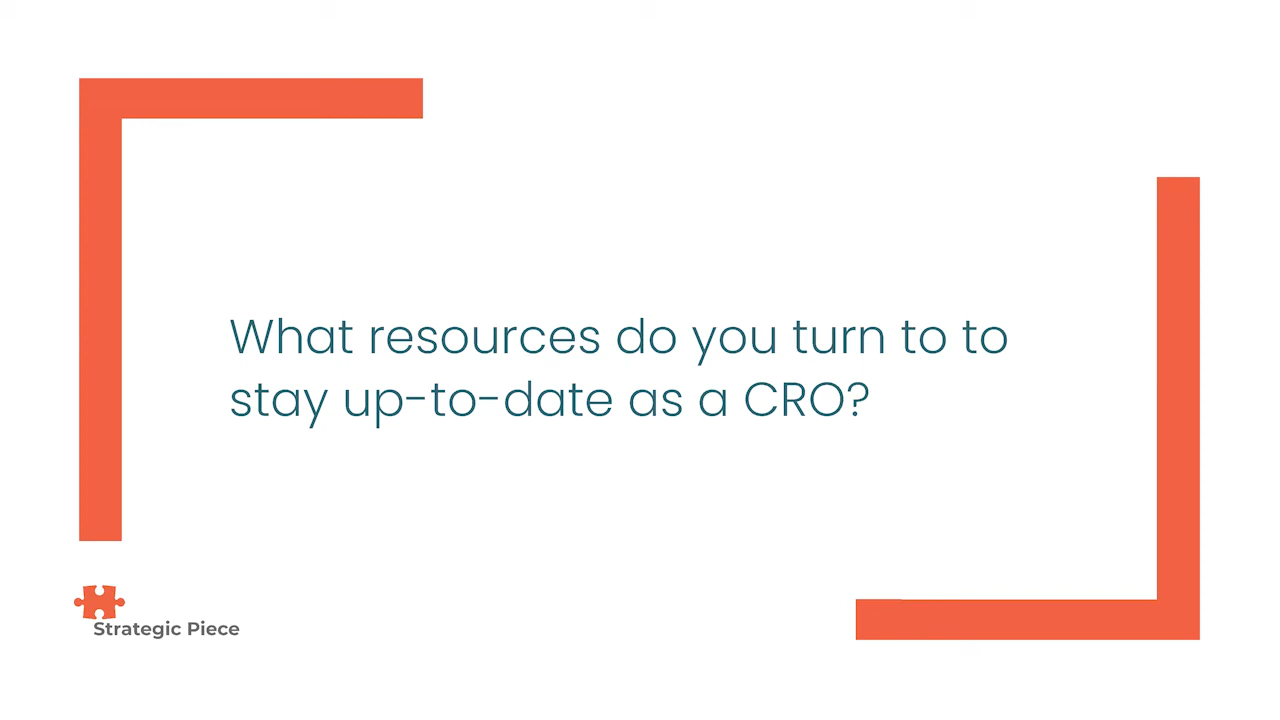 What resources do you turn to to
stay up-to-date as a CRO?
Strategic Piece